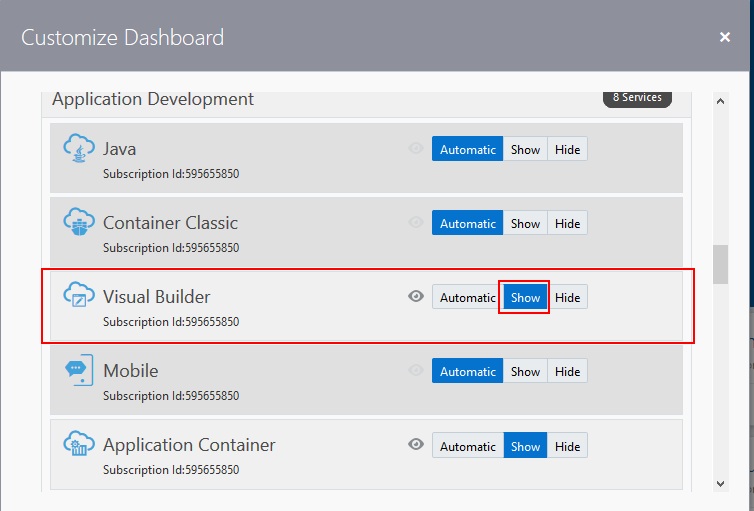 Customize Dashboard ×
Application Development 8 Services
Java Automatic Show Hide
Subscription Id:595655850
Container Classic Automatic Show Hide
Subscription Id:595655850
Visual Builder Automatic Show Hide
Subscription Id:595655850
Mobile Automatic Show Hide
Subscription Id:595655850
Application Container Automatic Show Hide
Subscription Id:595655850